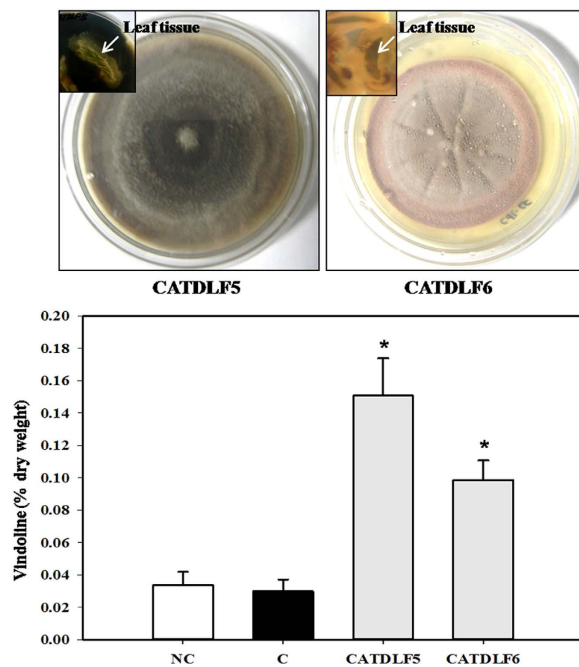 Leaf tissue
Leaf tissue
CATDLF5
CATDLF6
Vindoline (% dry weight)
0.20
0.18
0.16
0.14
0.12
0.10
0.08
0.06
0.04
0.02
0.00
*
*
NC
C
CATDLF5
CATDLF6